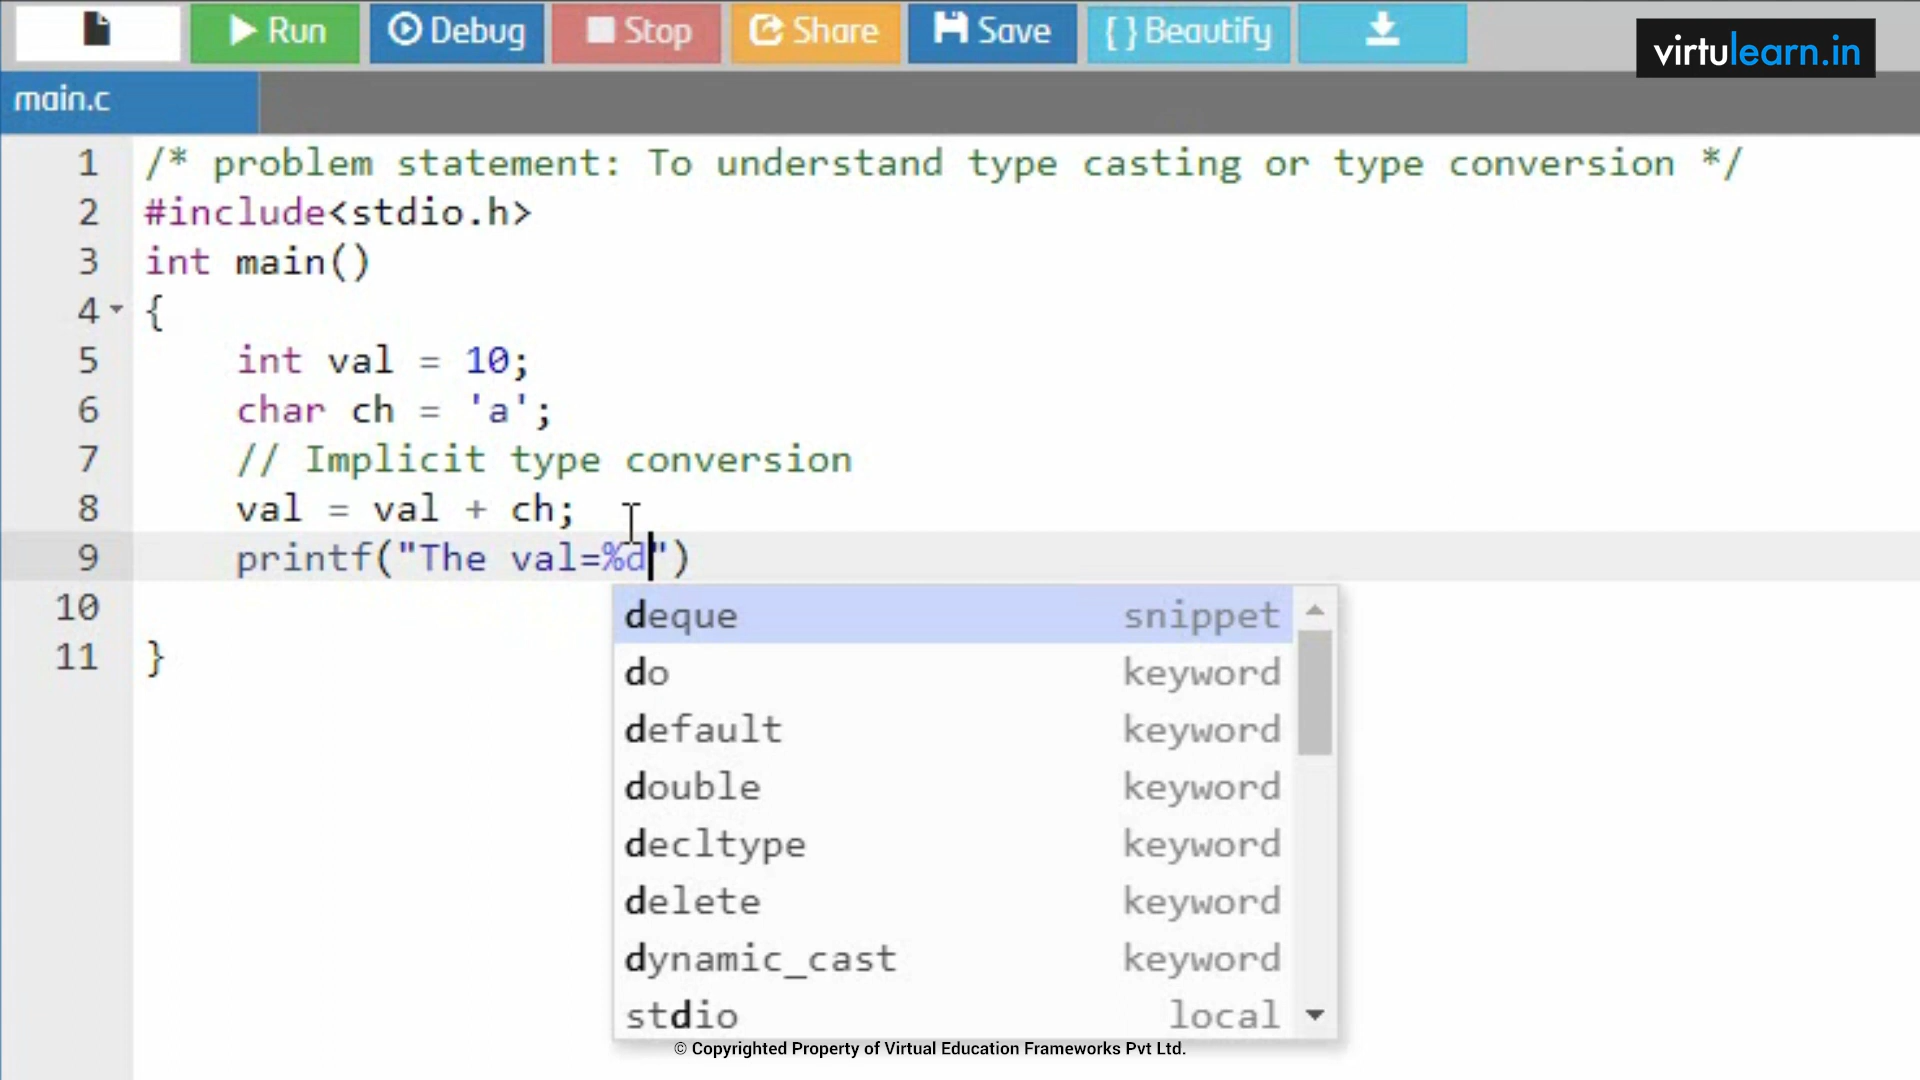 Run Debug Stop Share Save { } Beautify
virtulearn.in
main.c
1 /* problem statement: To understand type casting or type conversion */
2 #include<stdio.h>
3 int main()
4 {
5 int val = 10;
6 char ch = 'a';
7 // Implicit type conversion
8 val = val + ch;
9 printf("The val=%d")
10
11 }
deque snippet
do keyword
default keyword
double keyword
decltype keyword
delete keyword
dynamic_cast keyword
stdio local
© Copyrighted Property of Virtual Education Frameworks Pvt Ltd.